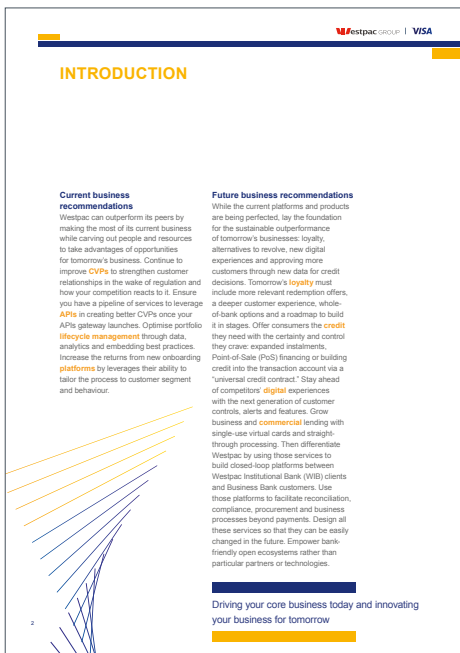 Westpac GROUP | VISA
INTRODUCTION
Current business
recommendations
Westpac can outperform its peers by
making the most of its current business
while carving out people and resources
to take advantages of opportunities
for tomorrow's business. Continue to
improve CVPs to strengthen customer
relationships in the wake of regulation and
how your competition reacts to it. Ensure
you have a pipeline of services to leverage
APIs in creating better CVPs once your
APIs gateway launches. Optimise portfolio
lifecycle management through data,
analytics and embedding best practices.
Increase the returns from new onboarding
platforms by leverages their ability to
tailor the process to customer segment
and behaviour.
Future business recommendations
While the current platforms and products
are being perfected, lay the foundation
for the sustainable outperformance
of tomorrow's businesses: loyalty,
alternatives to revolve, new digital
experiences and approving more
customers through new data for credit
decisions. Tomorrow's loyalty must
include more relevant redemption offers,
a deeper customer experience, whole-
of-bank options and a roadmap to build
it in stages. Offer consumers the credit
they need with the certainty and control
they crave: expanded instalments,
Point-of-Sale (PoS) financing or building
credit into the transaction account via a
“universal credit contract.” Stay ahead
of competitors' digital experiences
with the next generation of customer
controls, alerts and features. Grow
business and commercial lending with
single-use virtual cards and straight-
through processing. Then differentiate
Westpac by using those services to
build closed-loop platforms between
Westpac Institutional Bank (WIB) clients
and Business Bank customers. Use
those platforms to facilitate reconciliation,
compliance, procurement and business
processes beyond payments. Design all
these services so that they can be easily
changed in the future. Empower bank-
friendly open ecosystems rather than
particular partners or technologies.
Driving your core business today and innovating
your business for tomorrow
2